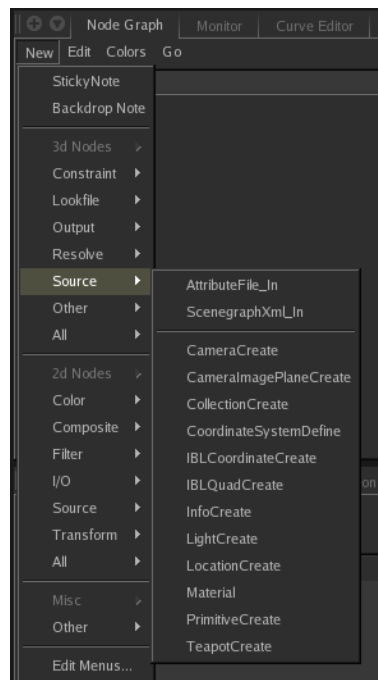 Node Graph Monitor Curve Editor
New Edit Colors Go
StickyNote
Backdrop Note
3d Nodes
Constraint
Lookfile
Output
Resolve
Source
Other
All
2d Nodes
Color
Composite
Filter
I/O
Source
Transform
All
Misc
Other
Edit Menus...
AttributeFile_In
ScenegraphXml_In
CameraCreate
CameraImagePlaneCreate
CollectionCreate
CoordinateSystemDefine
IBLCoordinateCreate
IBLQuadCreate
InfoCreate
LightCreate
LocationCreate
Material
PrimitiveCreate
TeapotCreate
on